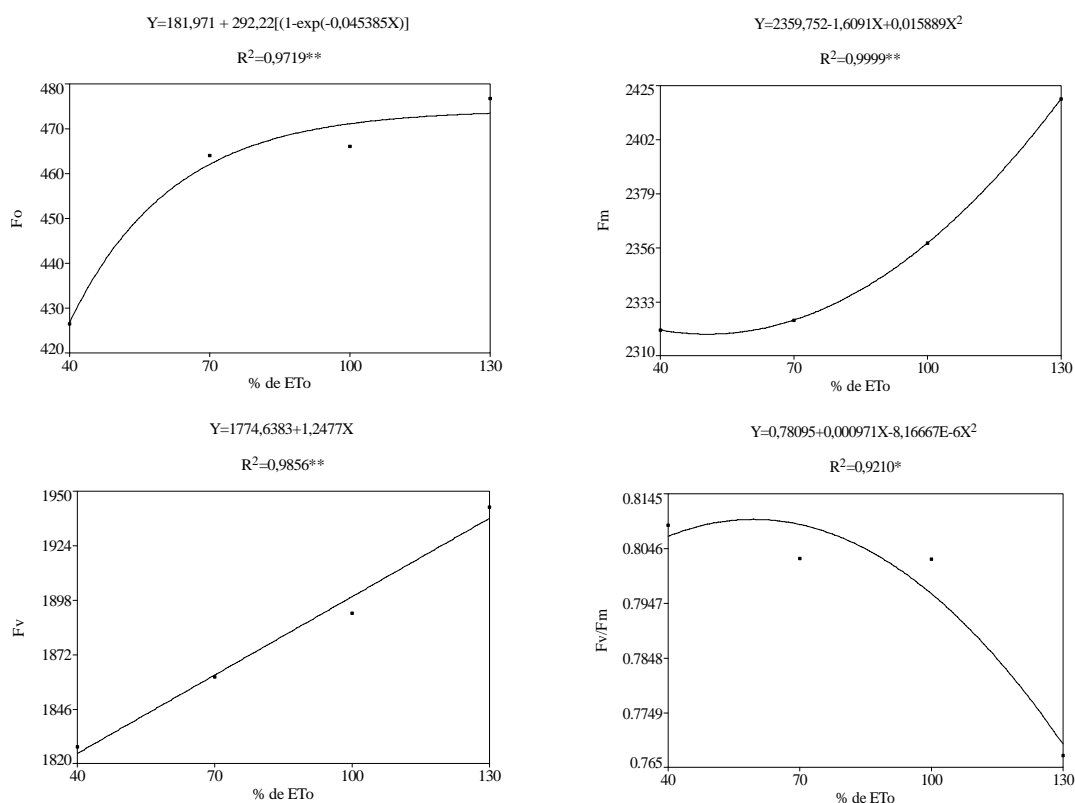 Y=181,971 + 292,22[(1-exp(-0,045385X)]
R2=0,9719**
480
470
460
450
440
430
420
Fo
40
70
100
130
% de ETo
Y=2359,752-1,6091X+0,015889X2
R2=0,9999**
2425
2402
2379
2356
2333
2310
Fm
40
70
100
130
% de ETo
Y=1774,6383+1,2477X
R2=0,9856**
1950
1924
1898
1872
1846
1820
Fv
40
70
100
130
% de ETo
Y=0,78095+0,000971X-8,16667E-6X2
R2=0,9210*
0.8145
0.8046
0.7947
0.7848
0.7749
0.765
Fv/Fm
40
70
100
130
% de ETo